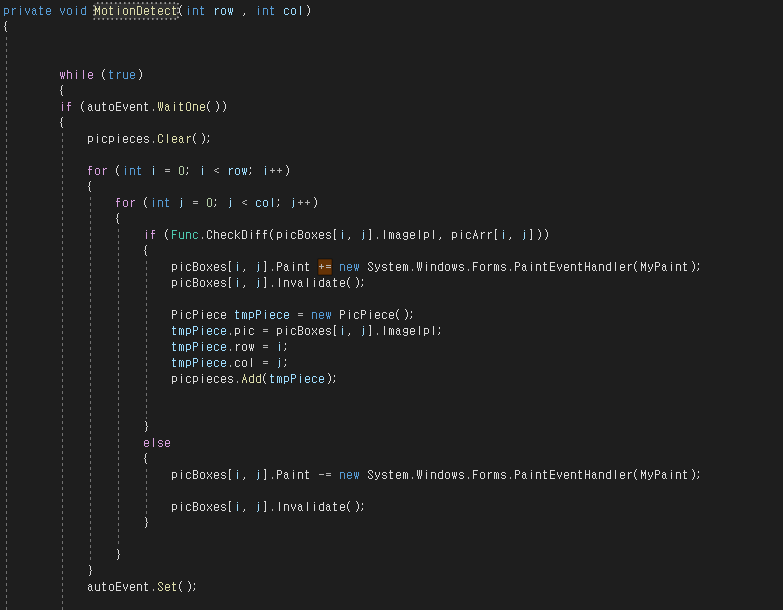 private void MotionDetect(int row , int col)
{
while (true)
{
if (autoEvent.WaitOne())
{
picpieces.Clear();
for (int i = 0; i < row; i++)
{
for (int j = 0; j < col; j++)
{
if (Func.CheckDiff(picBoxes[i, j].ImageIpl, picArr[i, j]))
{
picBoxes[i, j].Paint += new System.Windows.Forms.PaintEventHandler(MyPaint);
picBoxes[i, j].Invalidate();
PicPiece tmpPiece = new PicPiece();
tmpPiece.pic = picBoxes[i, j].ImageIpl;
tmpPiece.row = i;
tmpPiece.col = j;
picpieces.Add(tmpPiece);
}
else
{
picBoxes[i, j].Paint -= new System.Windows.Forms.PaintEventHandler(MyPaint);
picBoxes[i, j].Invalidate();
}
}
}
autoEvent.Set();